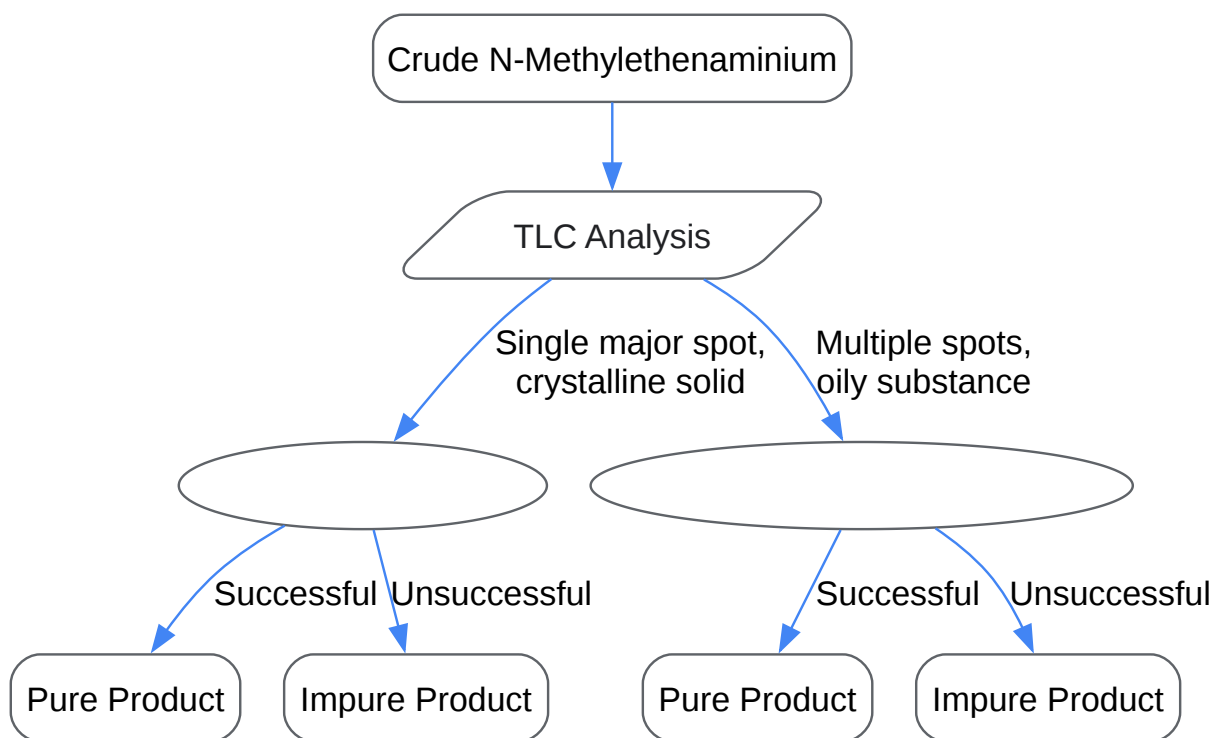 Crude N-Methylethenaminium
TLC Analysis
Single major spot,
crystalline solid
Multiple spots,
oily substance
Successful
Unsuccessful
Successful
Unsuccessful
Pure Product
Impure Product
Pure Product
Impure Product